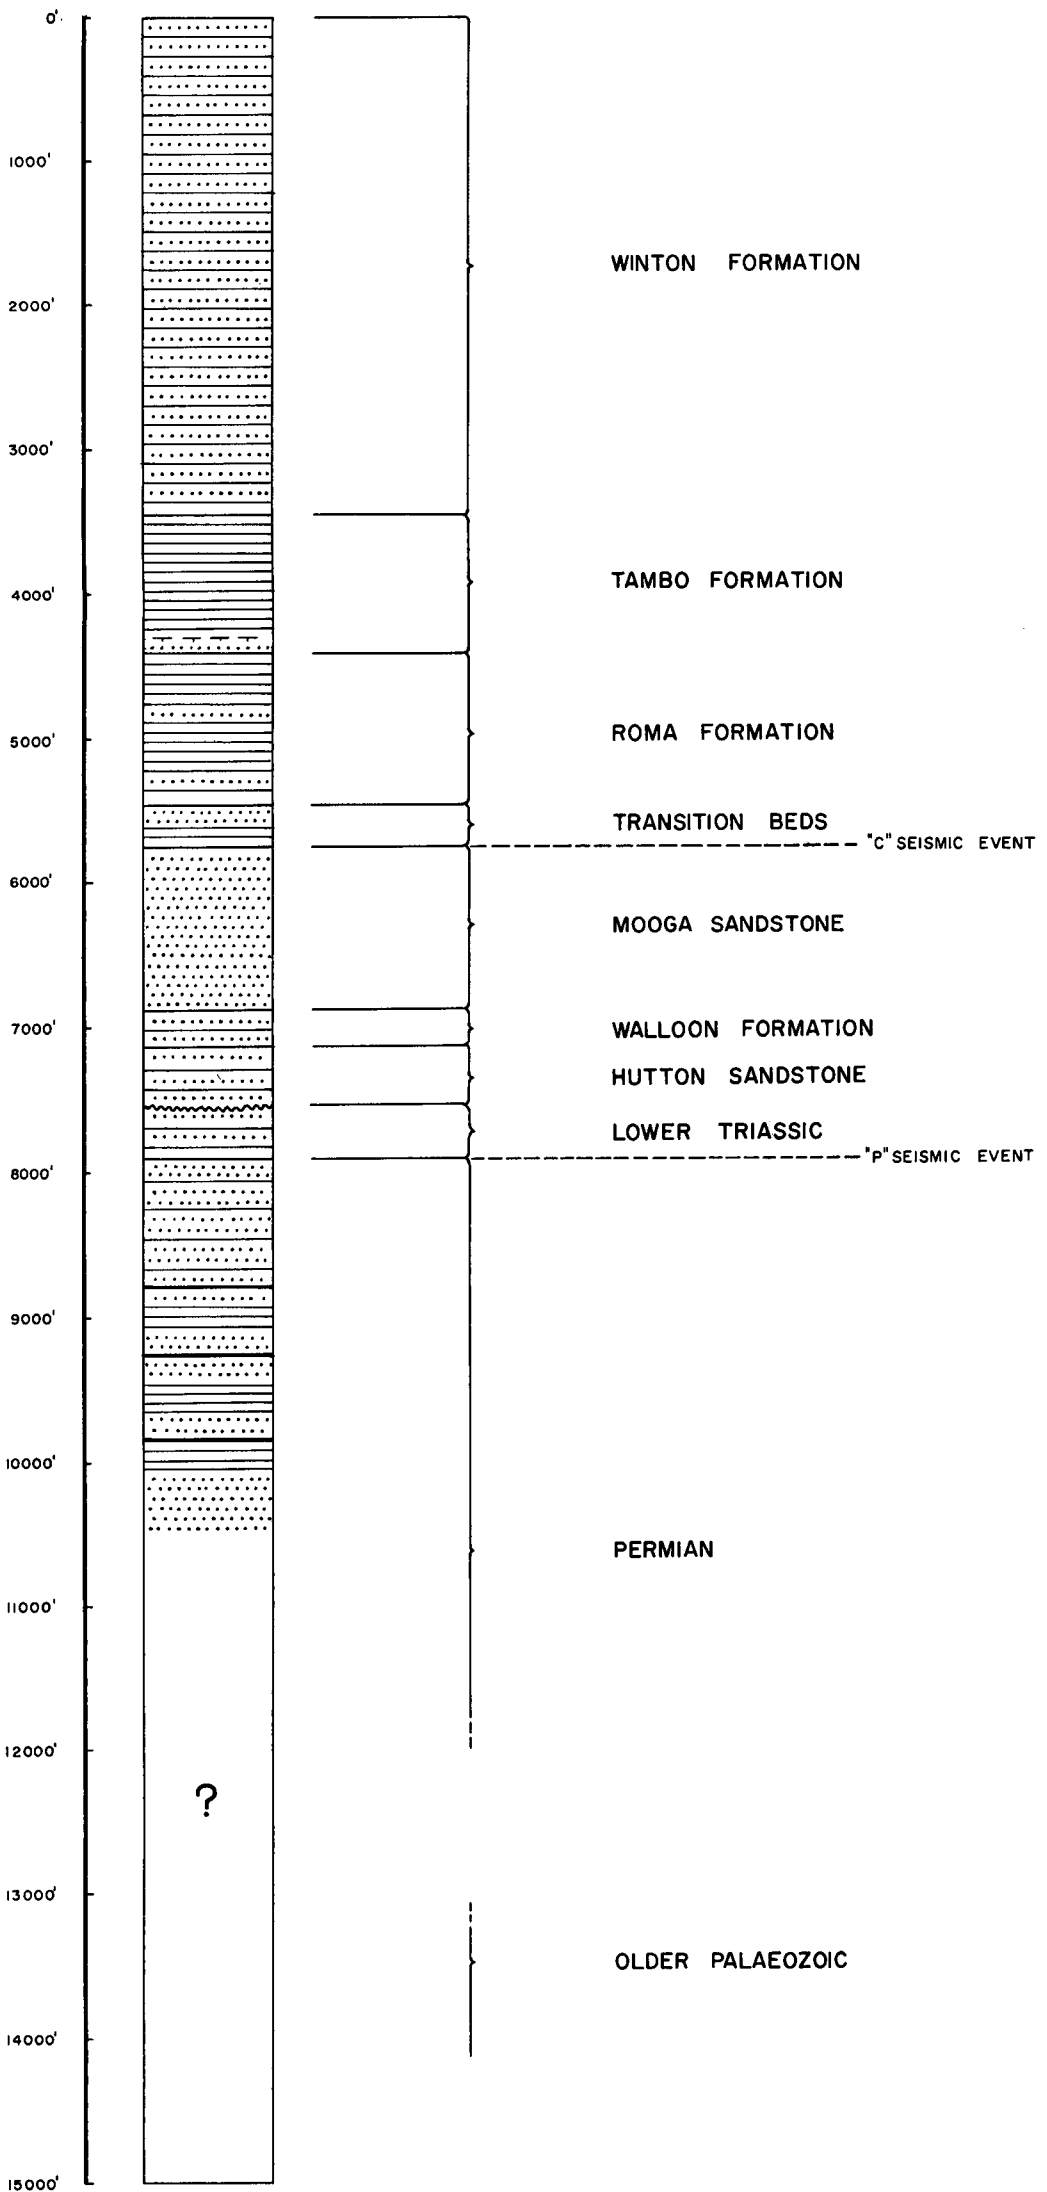 0'
1000'
WINTON FORMATION
2000'
3000'
TAMBO FORMATION
4000'
ROMA FORMATION
5000'
TRANSITION BEDS
"C" SEISMIC EVENT
6000'
MOOGA SANDSTONE
7000'
WALLOON FORMATION
HUTTON SANDSTONE
LOWER TRIASSIC
"P" SEISMIC EVENT
8000'
9000'
10000'
PERMIAN
11000'
12000'
?
13000'
OLDER PALAEOZOIC
14000'
15000'